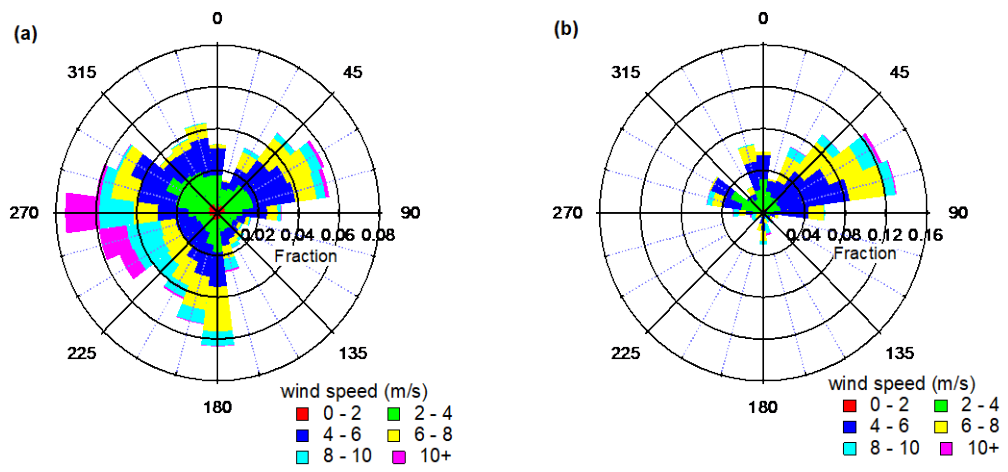 (a)
0
315
45
270
90
0.02 0.04 0.06 0.08
Fraction
225
135
180
wind speed (m/s)
0 - 2 2 - 4
4 - 6 6 - 8
8 - 10 10+
(b)
0
315
45
270
90
0.04 0.08 0.12 0.16
Fraction
225
135
180
wind speed (m/s)
0 - 2 2 - 4
4 - 6 6 - 8
8 - 10 10+